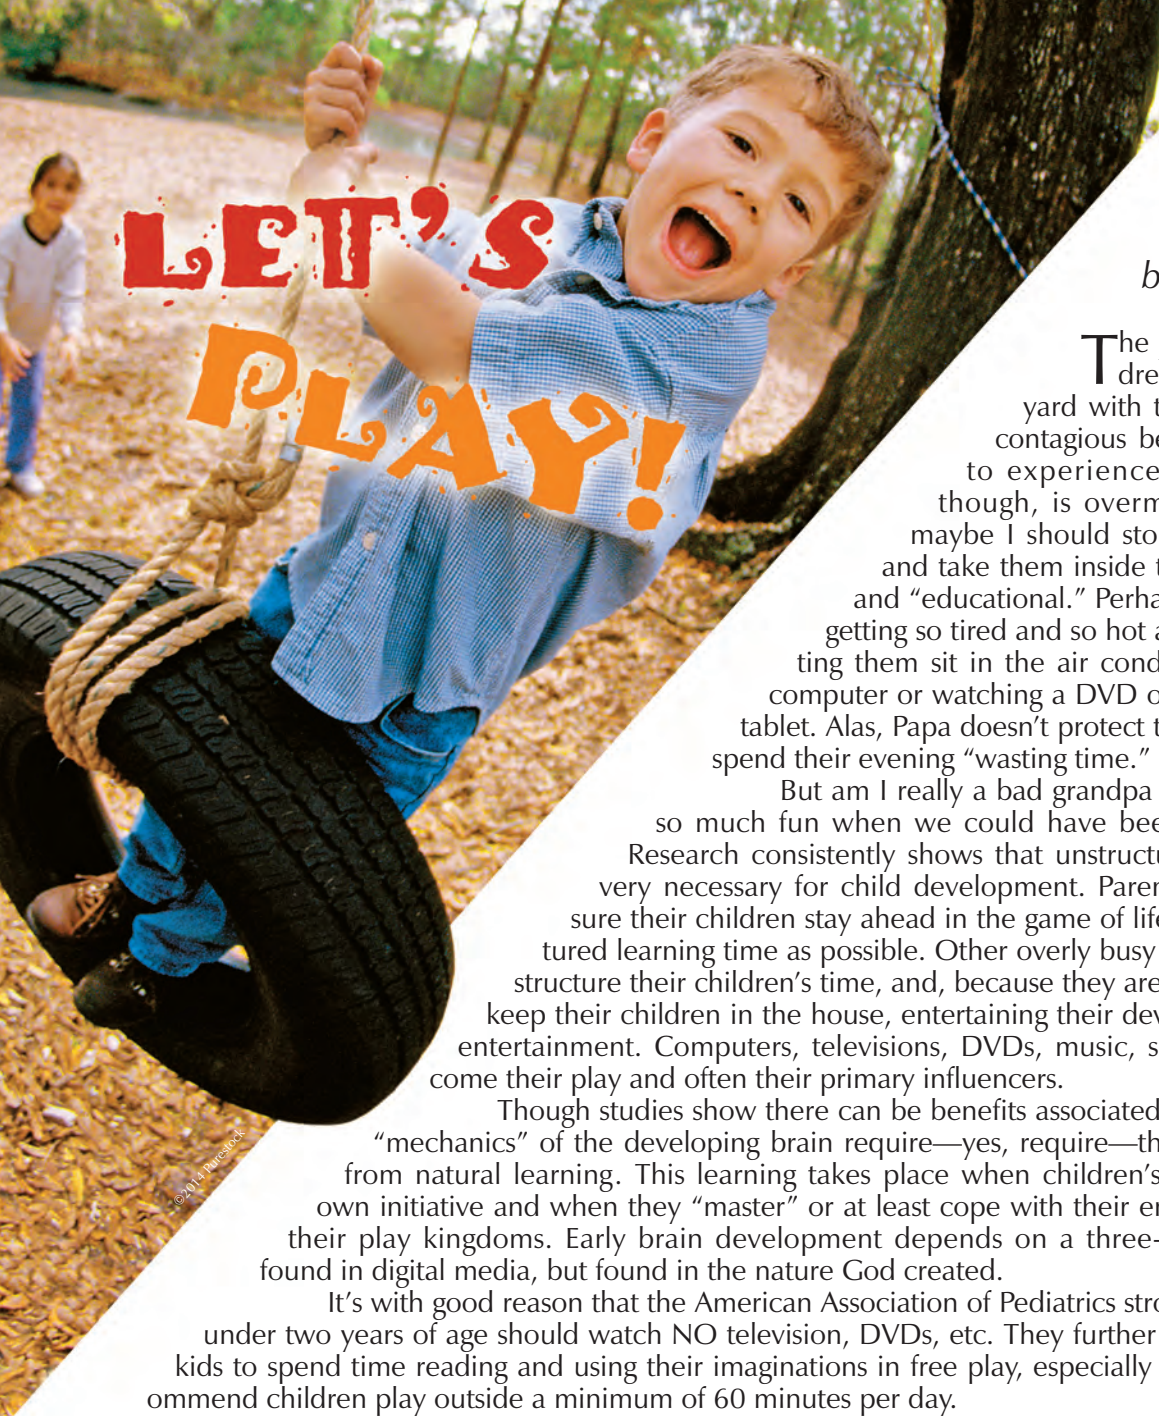 LET'S
PLAY!
b
The
dre
yard with t
contagious be
to experience
though, is overm
maybe I should sto
and take them inside t
and “educational.” Perha
getting so tired and so hot a
ting them sit in the air cond
computer or watching a DVD o
tablet. Alas, Papa doesn’t protect t
spend their evening “wasting time.”
But am I really a bad grandpa
so much fun when we could have bee
Research consistently shows that unstructu
very necessary for child development. Paren
sure their children stay ahead in the game of life
tured learning time as possible. Other overly busy
structure their children’s time, and, because they are
keep their children in the house, entertaining their dev
entertainment. Computers, televisions, DVDs, music, s
come their play and often their primary influencers.
Though studies show there can be benefits associated
“mechanics” of the developing brain require—yes, require—th
from natural learning. This learning takes place when children’s
own initiative and when they “master” or at least cope with their en
their play kingdoms. Early brain development depends on a three-
found in digital media, but found in the nature God created.
It’s with good reason that the American Association of Pediatrics stro
under two years of age should watch NO television, DVDs, etc. They further
kids to spend time reading and using their imaginations in free play, especially
ommend children play outside a minimum of 60 minutes per day.
©2014 Purestock